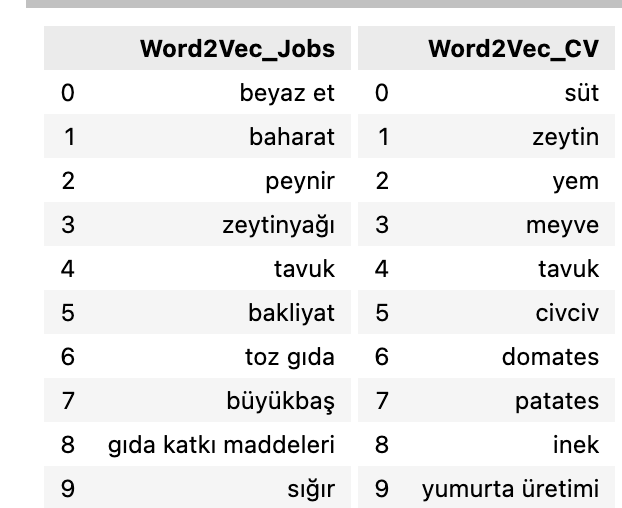 Word2Vec_Jobs Word2Vec_CV
0 beyaz et 0 süt
1 baharat 1 zeytin
2 peynir 2 yem
3 zeytinyağı 3 meyve
4 tavuk 4 tavuk
5 bakliyat 5 civciv
6 toz gıda 6 domates
7 büyükbaş 7 patates
8 gıda katkı maddeleri 8 inek
9 sığır 9 yumurta üretimi